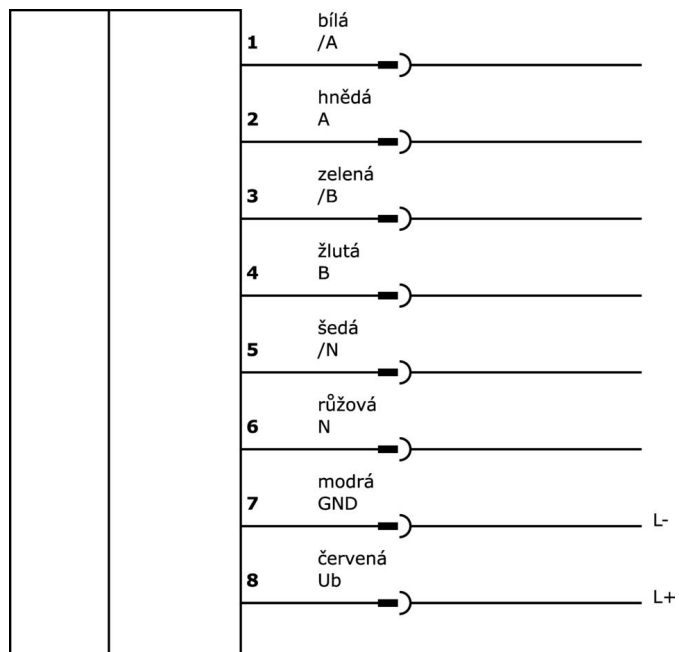 bílá
1 /A
hnědá
2 A
zelená
3 /B
žlutá
4 B
šedá
5 /N
růžová
6 N
modrá
7 GND
L-
červená
8 Ub
L+